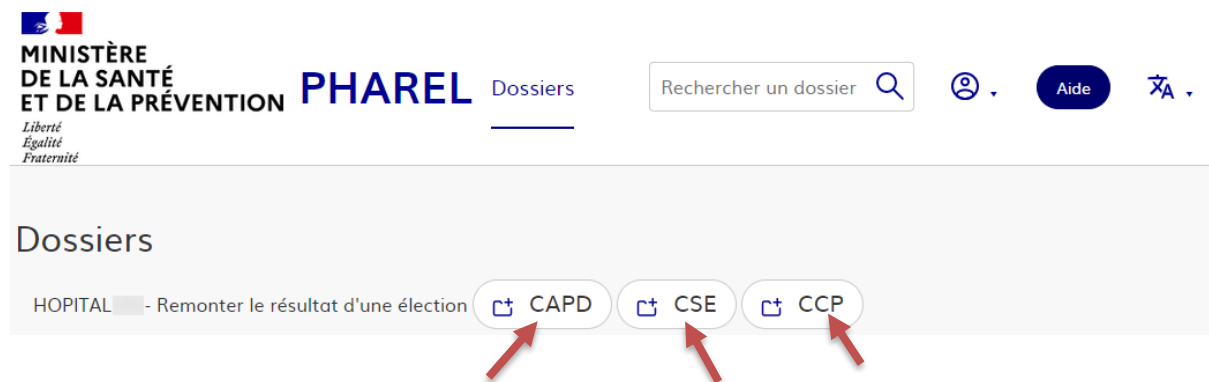 MINISTÈRE
DE LA SANTÉ
ET DE LA PRÉVENTION
Liberté
Égalité
Fraternité
PHAREL Dossiers Rechercher un dossier Aide
Dossiers
HOPITAL - Remonter le résultat d'une élection CAPD CSE CCP